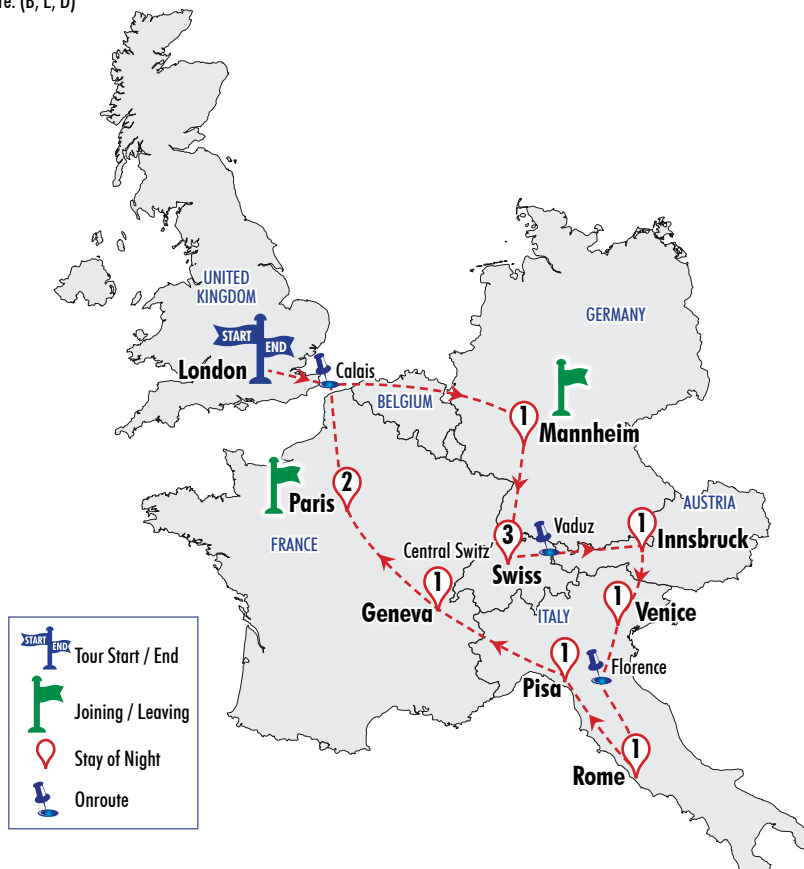 (B, L, D)
UNITED
KINGDOM
START
END
London
Calais
BELGIUM
GERMANY
1
Mannheim
2
Paris
FRANCE
AUSTRIA
3
Vaduz
1
Innsbruck
Central Switz'
Swiss
1
Geneva
ITALY
1
Venice
1
Pisa
Florence
1
Rome
START
END
Tour Start / End
Joining / Leaving
Stay of Night
Onroute